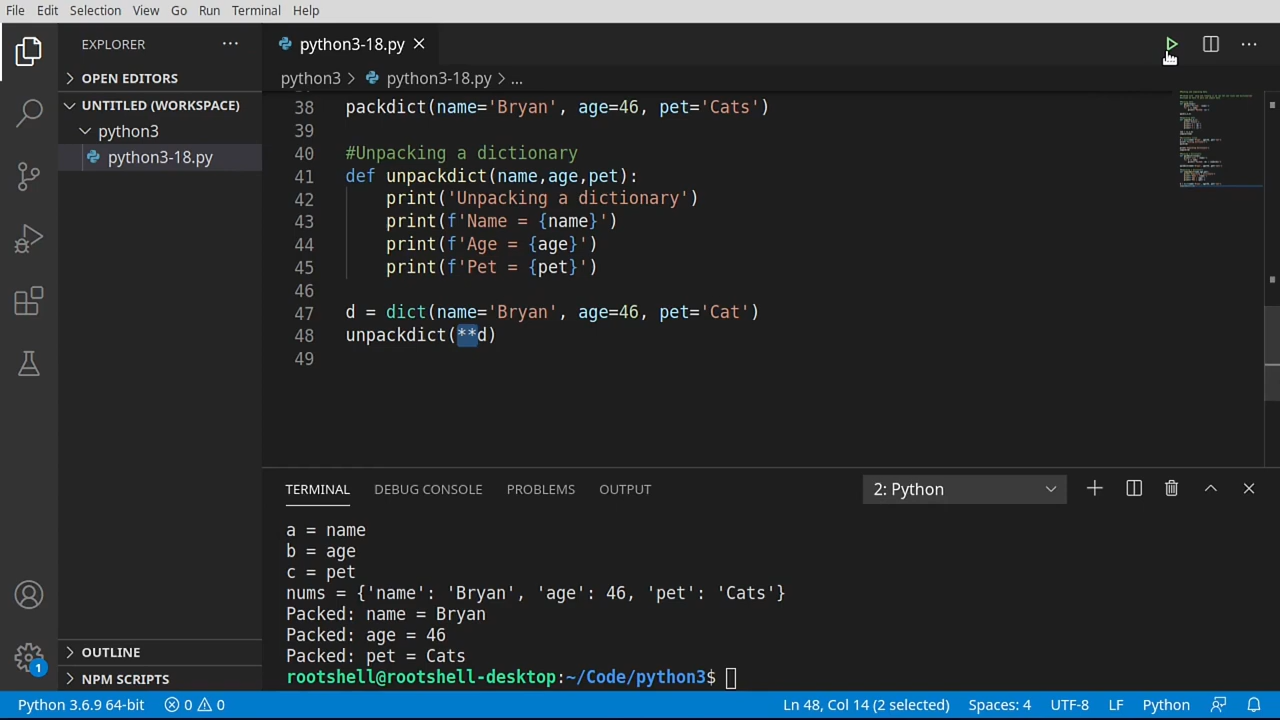 File Edit Selection View Go Run Terminal Help
EXPLORER
OPEN EDITORS
UNTITLED (WORKSPACE)
python3
python3-18.py
OUTLINE
NPM SCRIPTS
1
python3-18.py
python3 > python3-18.py > ...
38 packdict(name='Bryan', age=46, pet='Cats')
39
40 #Unpacking a dictionary
41 def unpackdict(name,age,pet):
42 print('Unpacking a dictionary')
43 print(f'Name = {name}')
44 print(f'Age = {age}')
45 print(f'Pet = {pet}')
46
47 d = dict(name='Bryan', age=46, pet='Cat')
48 unpackdict(**d)
49
TERMINAL DEBUG CONSOLE PROBLEMS OUTPUT 2: Python
a = name
b = age
c = pet
nums = {'name': 'Bryan', 'age': 46, 'pet': 'Cats'}
Packed: name = Bryan
Packed: age = 46
Packed: pet = Cats
rootshell@rootshell-desktop:~/Code/python3$
Python 3.6.9 64-bit 0 0 Ln 48, Col 14 (2 selected) Spaces: 4 UTF-8 LF Python